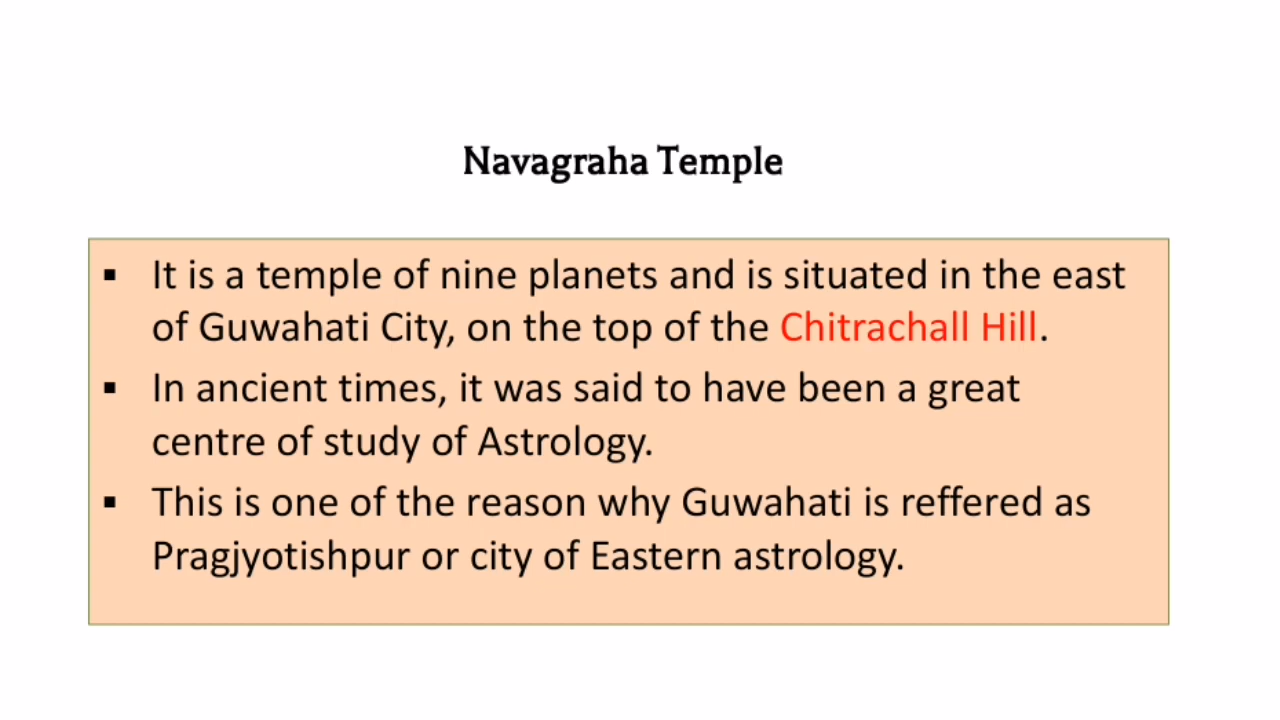 Navagraha Temple
▪ It is a temple of nine planets and is situated in the east
of Guwahati City, on the top of the Chitrachall Hill.
▪ In ancient times, it was said to have been a great
centre of study of Astrology.
▪ This is one of the reason why Guwahati is reffered as
Pragjyotishpur or city of Eastern astrology.